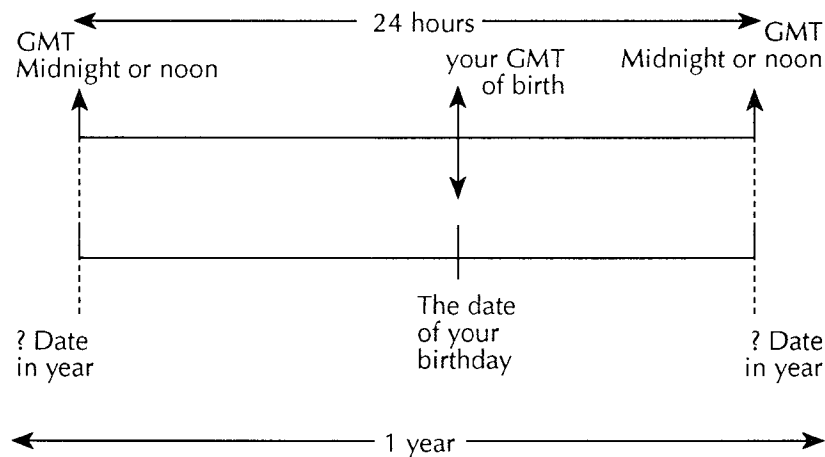 24 hours
GMT
Midnight or noon
your GMT
of birth
GMT
Midnight or noon
The date
of your
birthday
? Date
in year
? Date
in year
1 year